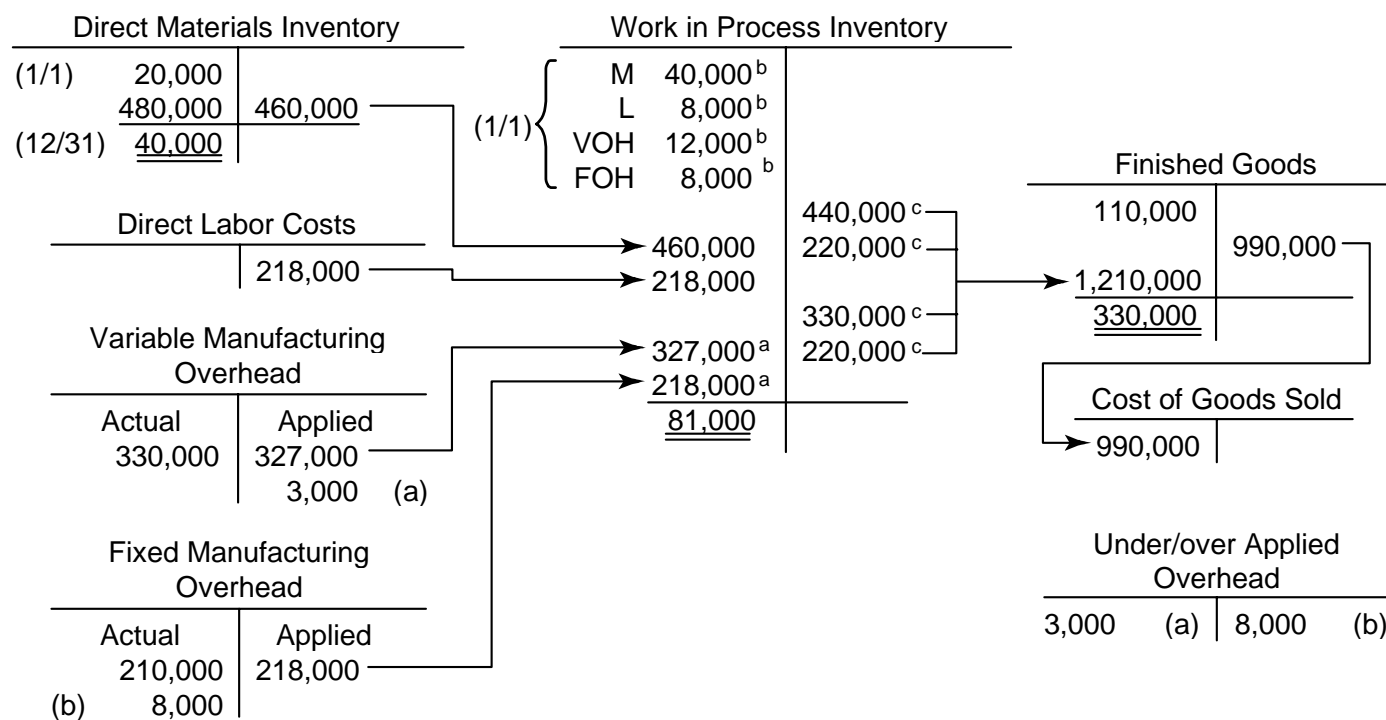 Direct Materials Inventory
(1/1) 20,000
480,000 460,000
(12/31) 40,000
Direct Labor Costs
218,000
Variable Manufacturing
Overhead
Actual Applied
330,000 327,000
3,000 (a)
Fixed Manufacturing
Overhead
Actual Applied
210,000 218,000
(b) 8,000
Work in Process Inventory
(1/1)
M 40,000 b
L 8,000 b
VOH 12,000 b
FOH 8,000 b
440,000 c
460,000 220,000 c
218,000
330,000 c
327,000 a 220,000 c
218,000 a
81,000
Finished Goods
110,000
990,000
1,210,000
330,000
Cost of Goods Sold
990,000
Under/over Applied
Overhead
3,000 (a) 8,000 (b)